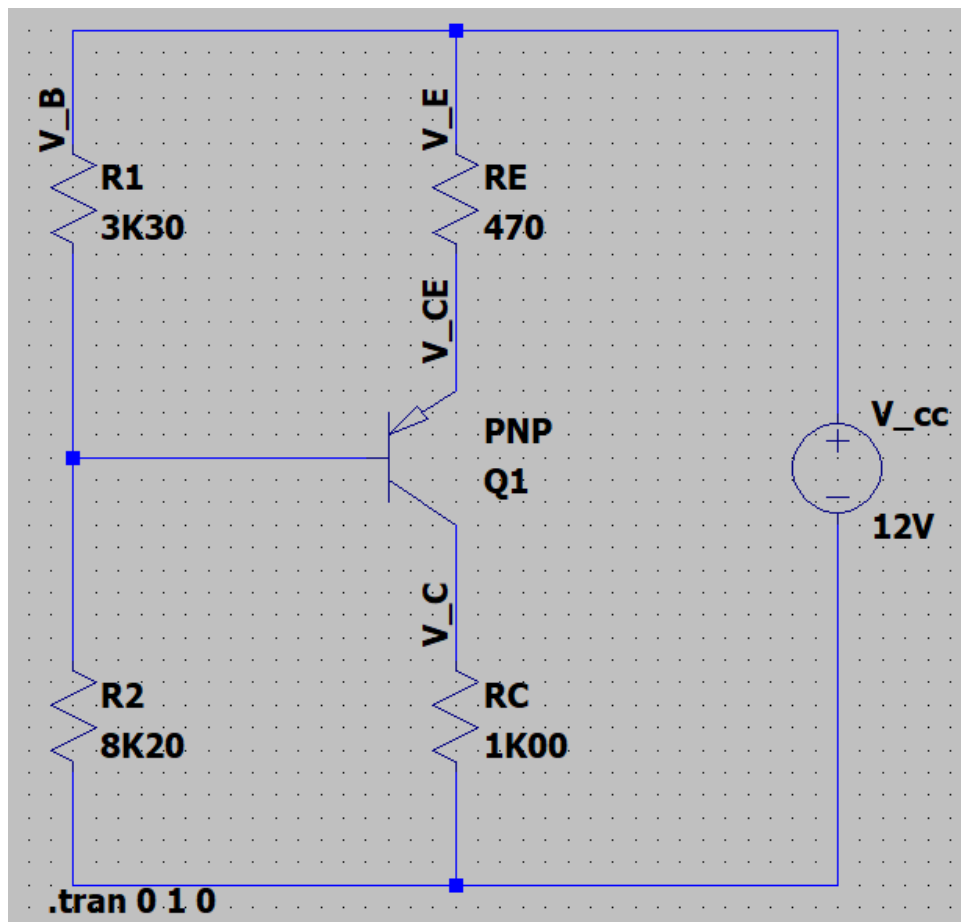 V_B
R1
3K30
V_E
RE
470
V_CE
PNP
Q1
V_cc
12V
V_C
R2
8K20
RC
1K00
.tran 0 1 0